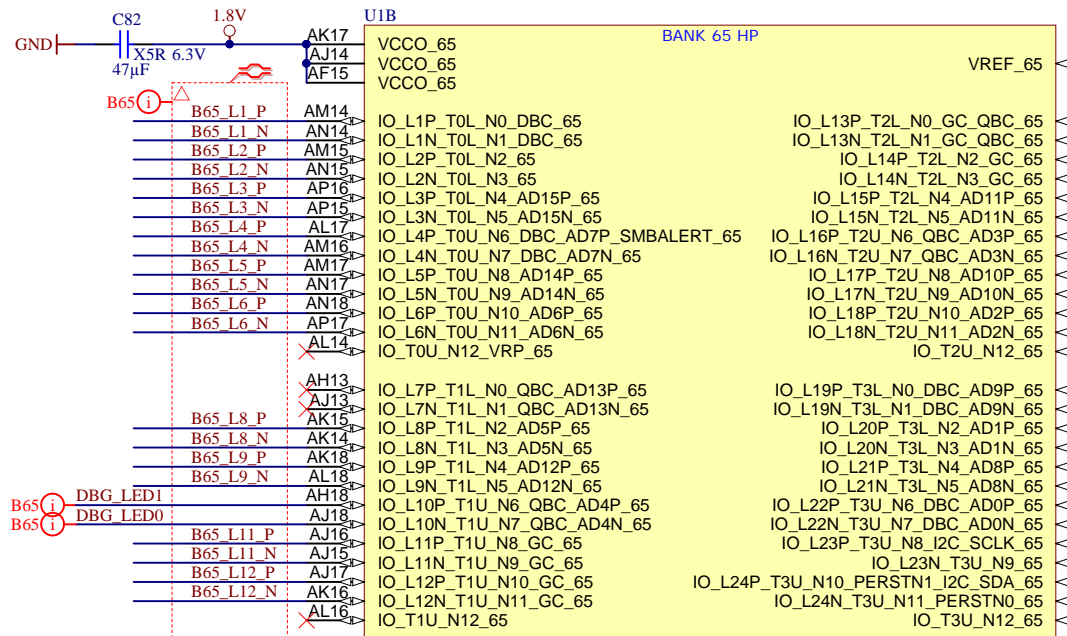 C82
1.8V
U1B
GND
X5R 6.3V
47µF
AK17
AJ14
AF15
VCCO_65
VCCO_65
VCCO_65
BANK 65 HP
VREF_65
B65 i
B65_L1_P AM14 IO_L1P_T0L_N0_DBC_65 IO_L13P_T2L_N0_GC_QBC_65
B65_L1_N AN14 IO_L1N_T0L_N1_DBC_65 IO_L13N_T2L_N1_GC_QBC_65
B65_L2_P AM15 IO_L2P_T0L_N2_65 IO_L14P_T2L_N2_GC_65
B65_L2_N AN15 IO_L2N_T0L_N3_65 IO_L14N_T2L_N3_GC_65
B65_L3_P AP16 IO_L3P_T0L_N4_AD15P_65 IO_L15P_T2L_N4_AD11P_65
B65_L3_N AP15 IO_L3N_T0L_N5_AD15N_65 IO_L15N_T2L_N5_AD11N_65
B65_L4_P AL17 IO_L4P_T0U_N6_DBC_AD7P_SMBALERT_65 IO_L16P_T2U_N6_QBC_AD3P_65
B65_L4_N AM16 IO_L4N_T0U_N7_DBC_AD7N_65 IO_L16N_T2U_N7_QBC_AD3N_65
B65_L5_P AM17 IO_L5P_T0U_N8_AD14P_65 IO_L17P_T2U_N8_AD10P_65
B65_L5_N AN17 IO_L5N_T0U_N9_AD14N_65 IO_L17N_T2U_N9_AD10N_65
B65_L6_P AN18 IO_L6P_T0U_N10_AD6P_65 IO_L18P_T2U_N10_AD2P_65
B65_L6_N AP17 IO_L6N_T0U_N11_AD6N_65 IO_L18N_T2U_N11_AD2N_65
AL14 IO_T0U_N12_VRP_65 IO_T2U_N12_65
AH13 IO_L7P_T1L_N0_QBC_AD13P_65 IO_L19P_T3L_N0_DBC_AD9P_65
AJ13 IO_L7N_T1L_N1_QBC_AD13N_65 IO_L19N_T3L_N1_DBC_AD9N_65
B65_L8_P AK15 IO_L8P_T1L_N2_AD5P_65 IO_L20P_T3L_N2_AD1P_65
B65_L8_N AK14 IO_L8N_T1L_N3_AD5N_65 IO_L20N_T3L_N3_AD1N_65
B65_L9_P AK18 IO_L9P_T1L_N4_AD12P_65 IO_L21P_T3L_N4_AD8P_65
B65_L9_N AL18 IO_L9N_T1L_N5_AD12N_65 IO_L21N_T3L_N5_AD8N_65
B65 i DBG_LED1 AH18 IO_L10P_T1U_N6_QBC_AD4P_65 IO_L22P_T3U_N6_DBC_AD0P_65
B65 i DBG_LED0 AJ18 IO_L10N_T1U_N7_QBC_AD4N_65 IO_L22N_T3U_N7_DBC_AD0N_65
B65_L11_P AJ16 IO_L11P_T1U_N8_GC_65 IO_L23P_T3U_N8_I2C_SCLK_65
B65_L11_N AJ15 IO_L11N_T1U_N9_GC_65 IO_L23N_T3U_N9_65
B65_L12_P AJ17 IO_L12P_T1U_N10_GC_65 IO_L24P_T3U_N10_PERSTN1_I2C_SDA_65
B65_L12_N AK16 IO_L12N_T1U_N11_GC_65 IO_L24N_T3U_N11_PERSTN0_65
AL16 IO_T1U_N12_65 IO_T3U_N12_65